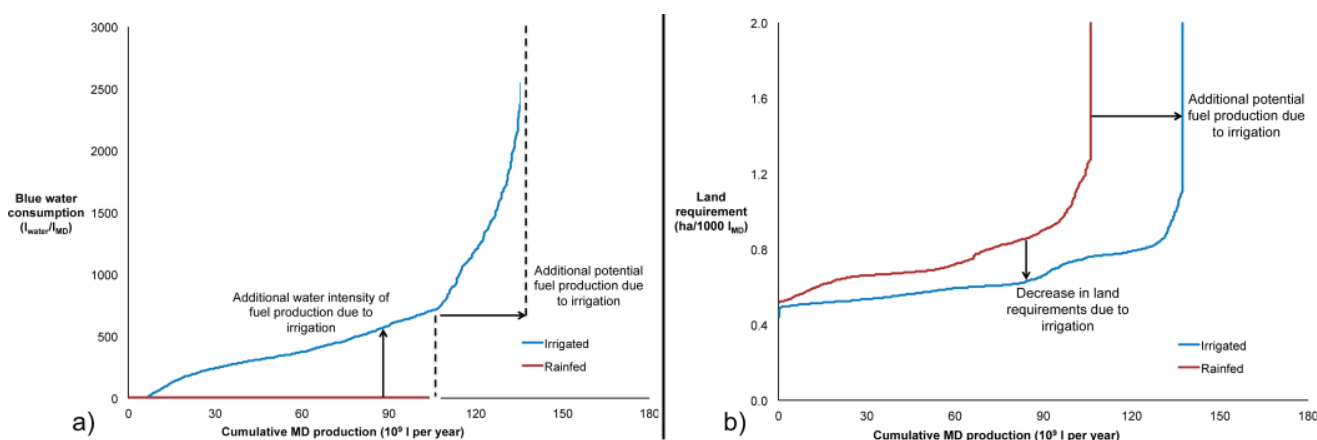 3000
2500
2000
1500
1000
500
0
Blue water
consumption
(lwater/lMD)
Additional water intensity of
fuel production due to
irrigation
Additional potential
fuel production due
to irrigation
Irrigated
Rainfed
0 30 60 90 120 150 180
a)
Cumulative MD production (10⁹ l per year)
2.0
1.6
1.2
0.8
0.4
0.0
Land
requirement
(ha/1000 lMD)
Additional potential
fuel production due
to irrigation
Decrease in land
requirements due to
irrigation
Irrigated
Rainfed
0 30 60 90 120 150 180
b)
Cumulative MD production (10⁹ l per year)